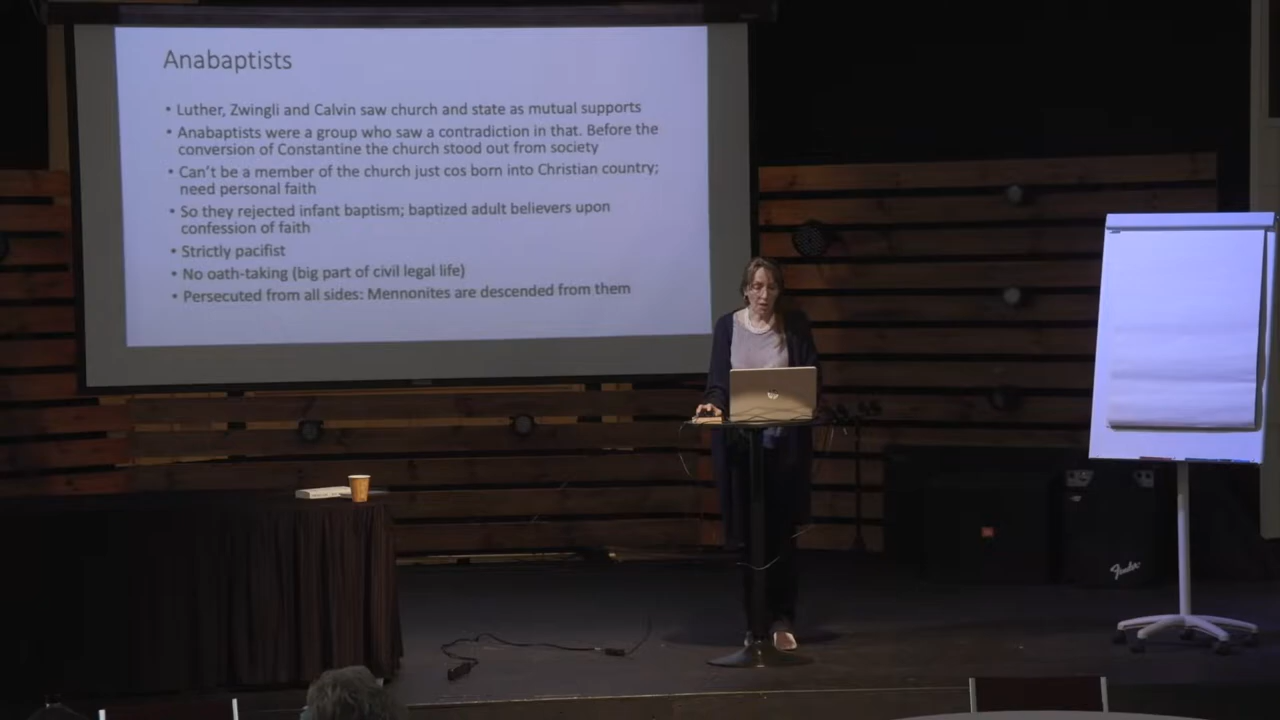 Anabaptists
• Luther, Zwingli and Calvin saw church and state as mutual supports
• Anabaptists were a group who saw a contradiction in that. Before the
conversion of Constantine the church stood out from society
• Can't be a member of the church just cos born into Christian country;
need personal faith
• So they rejected infant baptism; baptized adult believers upon
confession of faith
• Strictly pacifist
• No oath-taking (big part of civil legal life)
• Persecuted from all sides: Mennonites are descended from them
hp
Fender